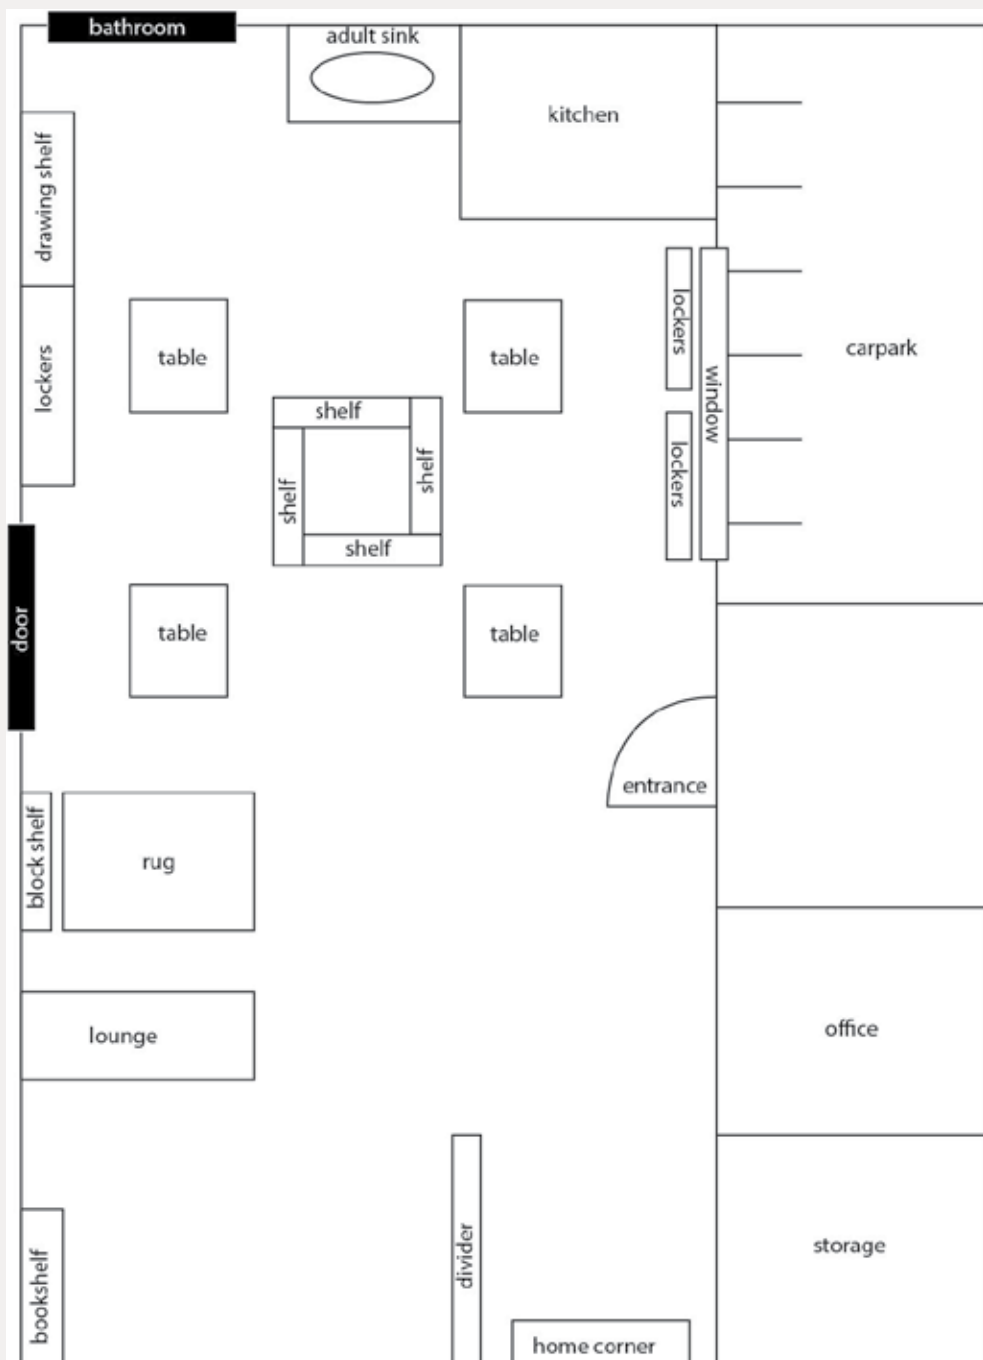 bathroom
adult sink
kitchen
drawing shelf
lockers
table
table
lockers
window
carpark
shelf
shelf
shelf
shelf
lockers
door
table
table
entrance
block shelf
rug
lounge
office
divider
storage
bookshelf
home corner